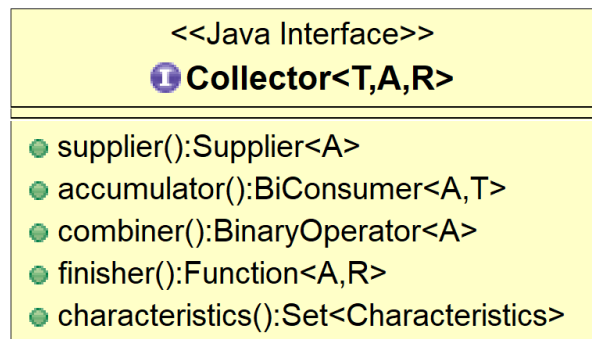 <<Java Interface>>
I Collector<T,A,R>
supplier():Supplier<A>
accumulator():BiConsumer<A,T>
combiner():BinaryOperator<A>
finisher():Function<A,R>
characteristics():Set<Characteristics>